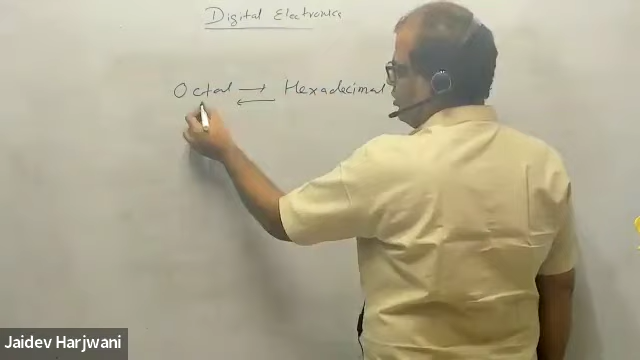 Digital Electronics
Octal → Hexadecimal
←
Jaidev Harjwani